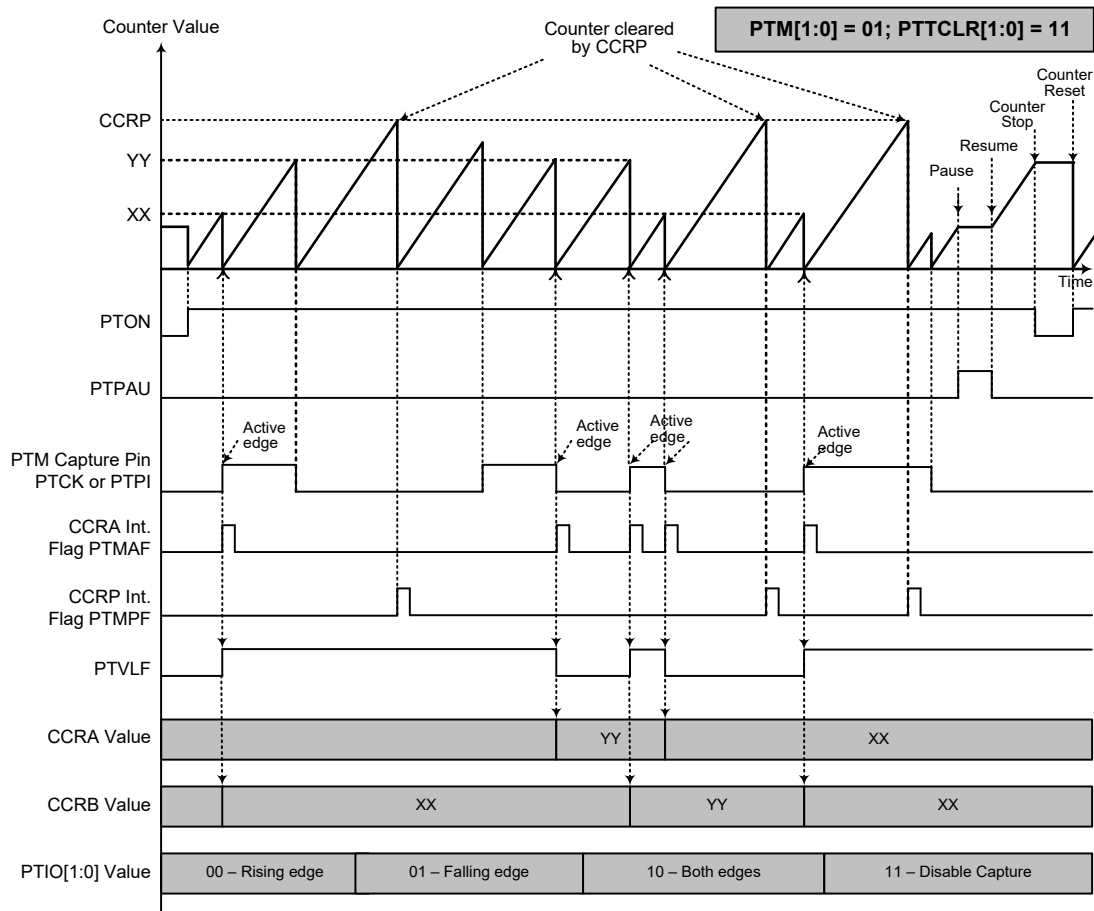 PTM[1:0] = 01; PTTCLR[1:0] = 11
Counter Value
Counter cleared
by CCRP
Counter
Reset
Counter
Stop
CCRP
Resume
YY
Pause
XX
Time
PTON
PTPAU
Active
edge
Active
edge
Active
edge
Active
edge
PTM Capture Pin
PTCK or PTPI
CCRA Int.
Flag PTMAF
CCRP Int.
Flag PTMPF
PTVLF
CCRA Value
YY
XX
CCRB Value
XX
YY
XX
PTIO[1:0] Value
00 – Rising edge
01 – Falling edge
10 – Both edges
11 – Disable Capture